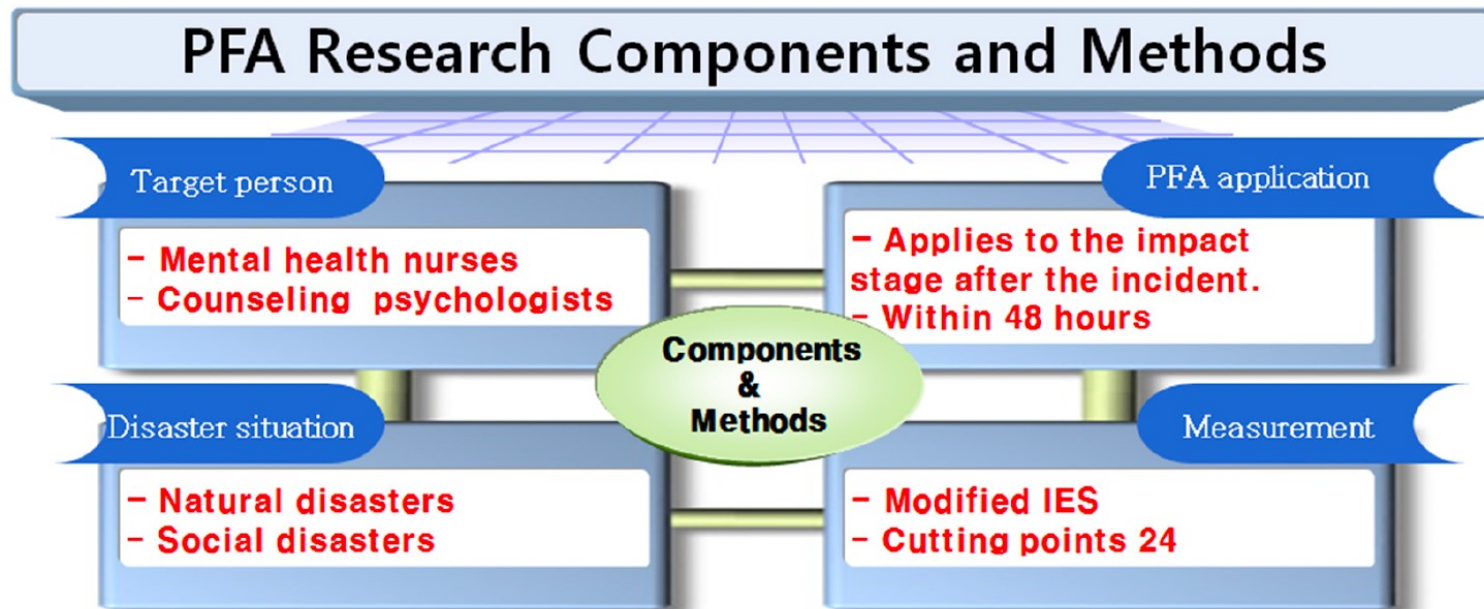 PFA Research Components and Methods
Target person
- Mental health nurses
- Counseling psychologists
PFA application
- Applies to the impact
stage after the incident.
- Within 48 hours
Components
&
Methods
Disaster situation
- Natural disasters
- Social disasters
Measurement
- Modified IES
- Cutting points 24